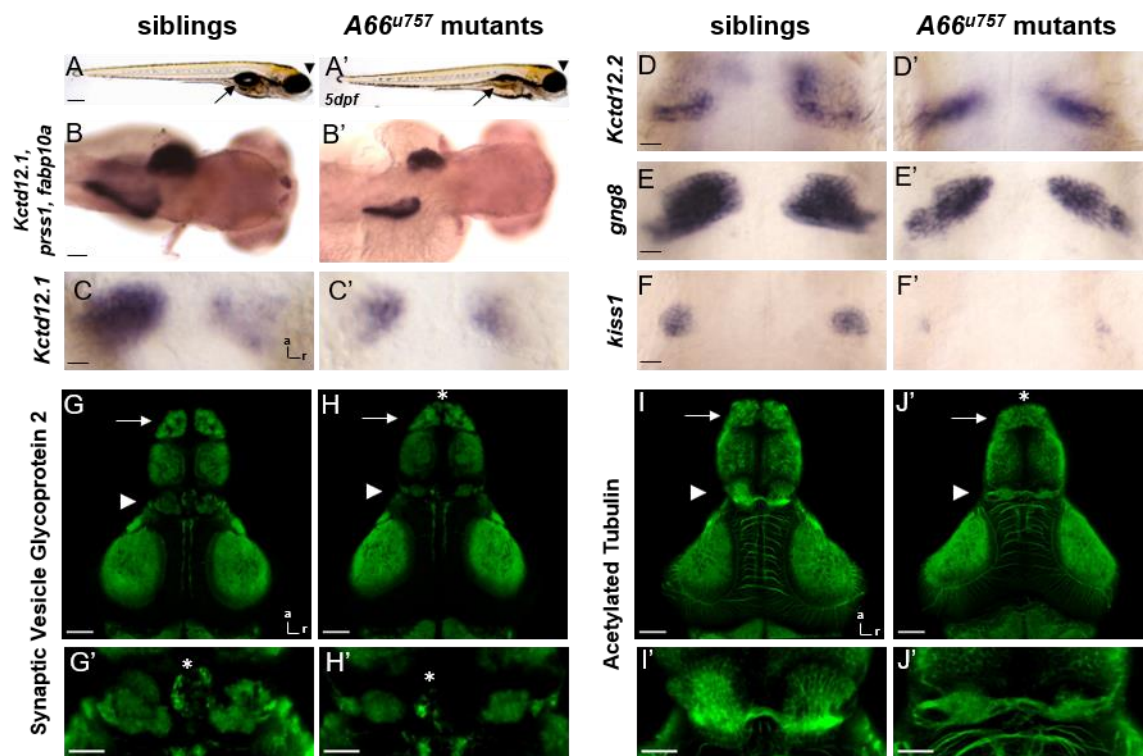 siblings
A66ᵘ⁷⁵⁷ mutants
siblings
A66ᵘ⁷⁵⁷ mutants
A
A’
5dpf
Kctd12.1,
prss1, fabp10a
B
B’
Kctd12.1
C
a
r
C’
Kctd12.2
D
D’
gng8
E
E’
kiss1
F
F’
Synaptic Vesicle Glycoprotein 2
G
a
r
H
*
G’
*
H’
*
Acetylated Tubulin
I
a
r
J’
*
I’
J’